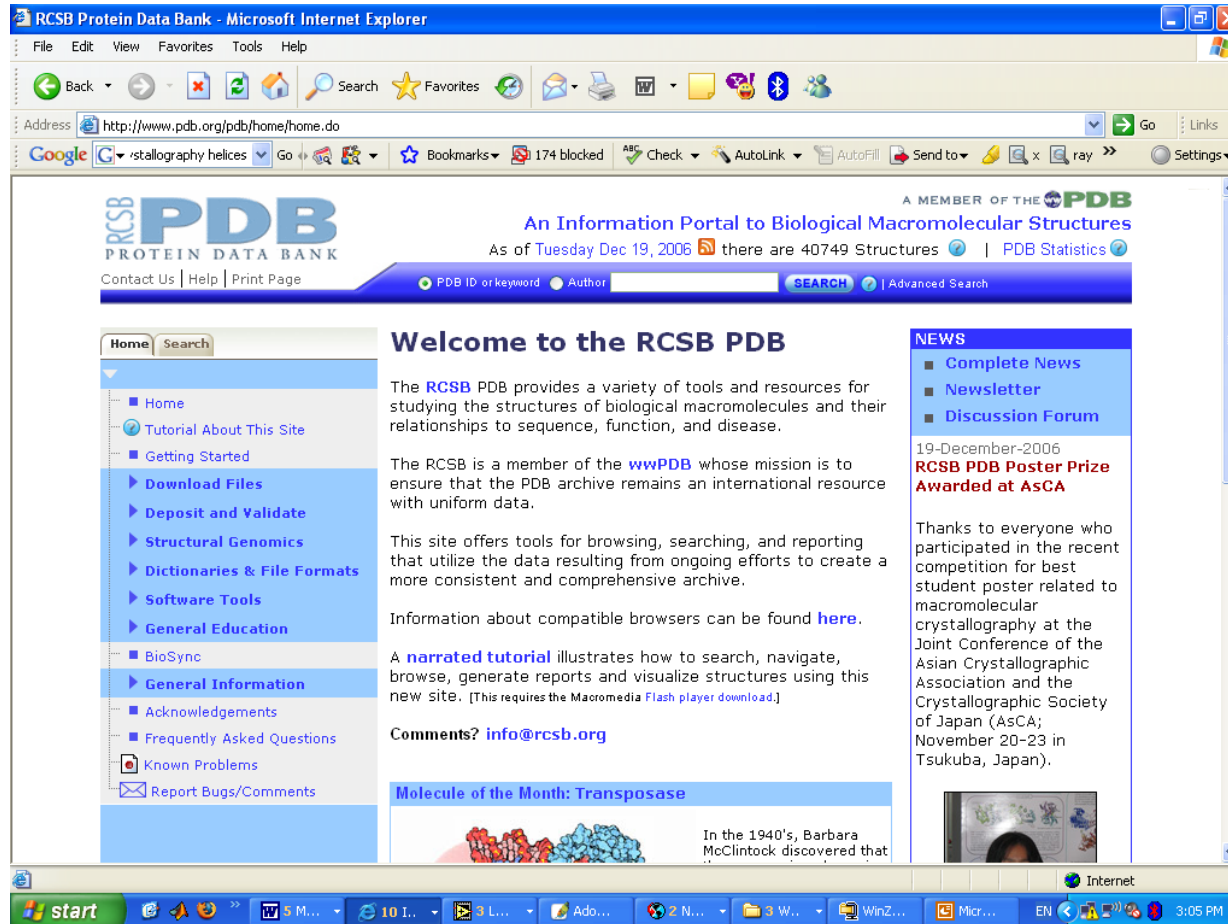 RCSB Protein Data Bank - Microsoft Internet Explorer
File Edit View Favorites Tools Help
Back Search Favorites
Address http://www.pdb.org/pdb/home/home.do Go Links
Google stallography helices Go Bookmarks 174 blocked Check AutoLink AutoFill Send to x ray Settings
RCSB PDB
PROTEIN DATA BANK
A MEMBER OF THE PDB
An Information Portal to Biological Macromolecular Structures
As of Tuesday Dec 19, 2006 there are 40749 Structures ? | PDB Statistics ?
Contact Us | Help | Print Page
PDB ID or keyword Author SEARCH ? | Advanced Search
Home Search
Home
? Tutorial About This Site
Getting Started
Download Files
Deposit and Validate
Structural Genomics
Dictionaries & File Formats
Software Tools
General Education
BioSync
General Information
Acknowledgements
Frequently Asked Questions
Known Problems
Report Bugs/Comments
Welcome to the RCSB PDB
The RCSB PDB provides a variety of tools and resources for
studying the structures of biological macromolecules and their
relationships to sequence, function, and disease.
The RCSB is a member of the wwPDB whose mission is to
ensure that the PDB archive remains an international resource
with uniform data.
This site offers tools for browsing, searching, and reporting
that utilize the data resulting from ongoing efforts to create a
more consistent and comprehensive archive.
Information about compatible browsers can be found here.
A narrated tutorial illustrates how to search, navigate,
browse, generate reports and visualize structures using this
new site. [This requires the Macromedia Flash player download.]
Comments? info@rcsb.org
Molecule of the Month: Transposase
In the 1940's, Barbara
McClintock discovered that
NEWS
Complete News
Newsletter
Discussion Forum
19-December-2006
RCSB PDB Poster Prize
Awarded at AsCA
Thanks to everyone who
participated in the recent
competition for best
student poster related to
macromolecular
crystallography at the
Joint Conference of the
Asian Crystallographic
Association and the
Crystallographic Society
of Japan (AsCA;
November 20-23 in
Tsukuba, Japan).
Internet
start 5 M... 10 I... 3 L... Ado... 2 N... 3 W... WinZ... Micr... EN 3:05 PM